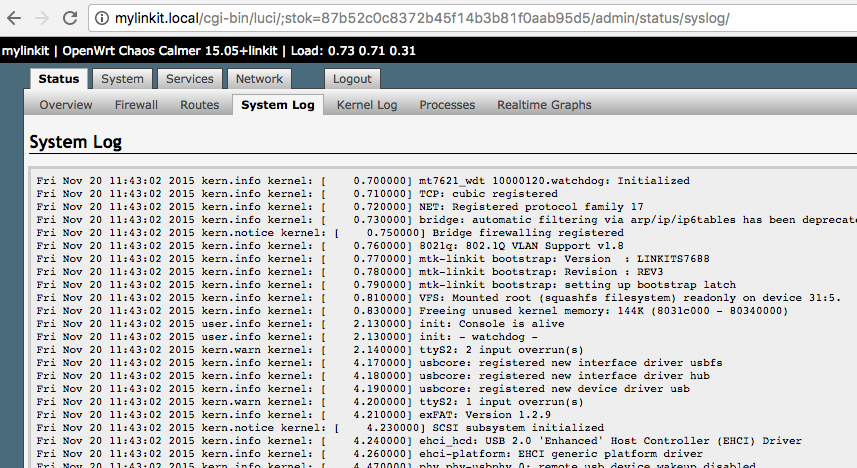 mylinkit.local/cgi-bin/luci/;stok=87b52c0c8372b45f14b3b81f0aab95d5/admin/status/syslog/
mylinkit | OpenWrt Chaos Calmer 15.05+linkit | Load: 0.73 0.71 0.31
Status System Services Network Logout
Overview Firewall Routes System Log Kernel Log Processes Realtime Graphs
System Log
Fri Nov 20 11:43:02 2015 kern.info kernel: [    0.700000] mt7621_wdt 10000120.watchdog: Initialized
Fri Nov 20 11:43:02 2015 kern.info kernel: [    0.710000] TCP: cubic registered
Fri Nov 20 11:43:02 2015 kern.info kernel: [    0.720000] NET: Registered protocol family 17
Fri Nov 20 11:43:02 2015 kern.info kernel: [    0.730000] bridge: automatic filtering via arp/ip/ip6tables has been deprecate
Fri Nov 20 11:43:02 2015 kern.notice kernel: [    0.750000] Bridge firewalling registered
Fri Nov 20 11:43:02 2015 kern.info kernel: [    0.760000] 8021q: 802.1Q VLAN Support v1.8
Fri Nov 20 11:43:02 2015 kern.info kernel: [    0.770000] mtk-linkit bootstrap: Version  : LINKITS7688
Fri Nov 20 11:43:02 2015 kern.info kernel: [    0.780000] mtk-linkit bootstrap: Revision : REV3
Fri Nov 20 11:43:02 2015 kern.info kernel: [    0.790000] mtk-linkit bootstrap: setting up bootstrap latch
Fri Nov 20 11:43:02 2015 kern.info kernel: [    0.810000] VFS: Mounted root (squashfs filesystem) readonly on device 31:5.
Fri Nov 20 11:43:02 2015 kern.info kernel: [    0.830000] Freeing unused kernel memory: 144K (8031c000 - 80340000)
Fri Nov 20 11:43:02 2015 user.info kernel: [    2.130000] init: Console is alive
Fri Nov 20 11:43:02 2015 user.info kernel: [    2.130000] init: - watchdog -
Fri Nov 20 11:43:02 2015 kern.warn kernel: [    2.140000] ttyS2: 2 input overrun(s)
Fri Nov 20 11:43:02 2015 kern.info kernel: [    4.170000] usbcore: registered new interface driver usbfs
Fri Nov 20 11:43:02 2015 kern.info kernel: [    4.180000] usbcore: registered new interface driver hub
Fri Nov 20 11:43:02 2015 kern.info kernel: [    4.190000] usbcore: registered new device driver usb
Fri Nov 20 11:43:02 2015 kern.warn kernel: [    4.200000] ttyS2: 1 input overrun(s)
Fri Nov 20 11:43:02 2015 kern.info kernel: [    4.210000] exFAT: Version 1.2.9
Fri Nov 20 11:43:02 2015 kern.notice kernel: [    4.230000] SCSI subsystem initialized
Fri Nov 20 11:43:02 2015 kern.info kernel: [    4.240000] ehci_hcd: USB 2.0 'Enhanced' Host Controller (EHCI) Driver
Fri Nov 20 11:43:02 2015 kern.info kernel: [    4.260000] ehci-platform: EHCI generic platform driver
Fri Nov 20 11:43:02 2015 kern.info kernel: [    4.470000] phy phy-usbphy.0: remote usb device wakeup disabled